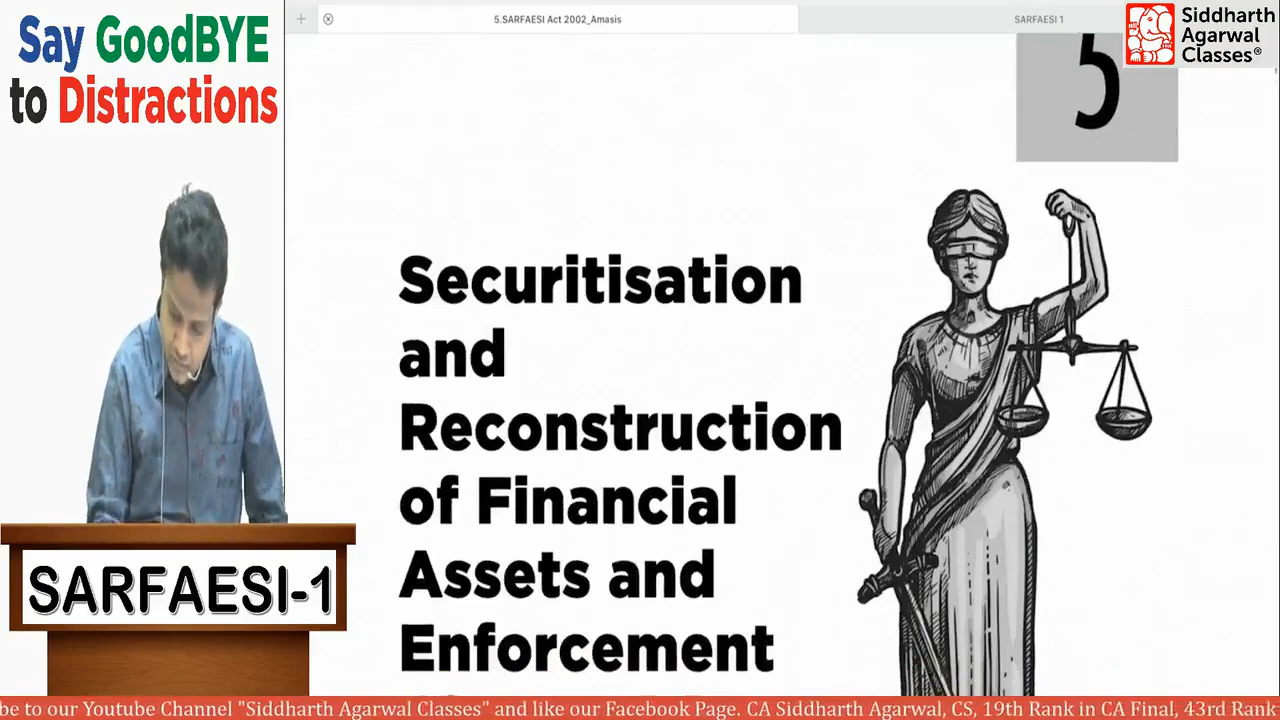 Say GoodBYE
to Distractions
5.SARFAESI Act 2002_Amasis
SARFAESI 1
Siddharth
Agarwal
Classes®
5
Securitisation
and
Reconstruction
of Financial
Assets and
Enforcement
SARFAESI-1
be to our Youtube Channel "Siddharth Agarwal Classes" and like our Facebook Page. CA Siddharth Agarwal, CS, 19th Rank in CA Final, 43rd Rank